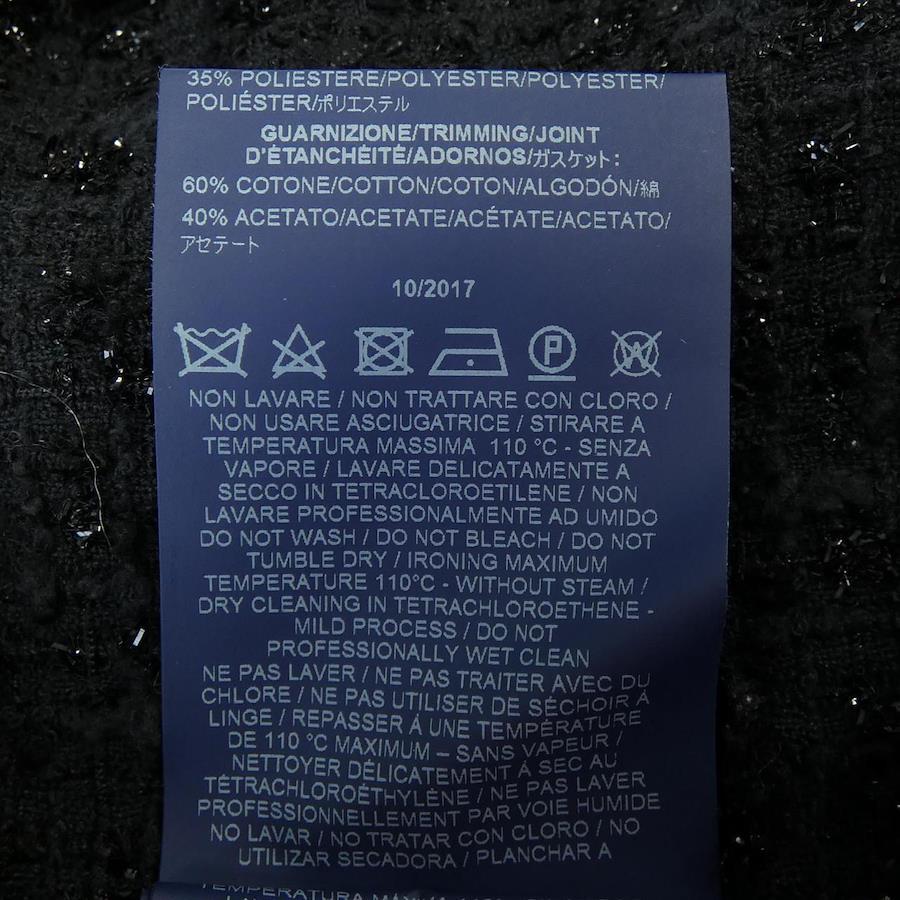 35% POLIESTERE/POLYESTER/POLYESTER/
POLIÉSTER/ポリエステル
GUARNIZIONE/TRIMMING/JOINT
D'ÉTANCHÉITÉ/ADORNOS/ガスケット:
60% COTONE/COTTON/COTON/ALGODÓN/綿
40% ACETATO/ACETATE/ACÉTATE/ACETATO/
アセテート
10/2017
P W
NON LAVARE / NON TRATTARE CON CLORO /
NON USARE ASCIUGATRICE / STIRARE A
TEMPERATURA MASSIMA 110 °C - SENZA
VAPORE / LAVARE DELICATAMENTE A
SECCO IN TETRACLOROETILENE / NON
LAVARE PROFESSIONALMENTE AD UMIDO
DO NOT WASH / DO NOT BLEACH / DO NOT
TUMBLE DRY / IRONING MAXIMUM
TEMPERATURE 110°C - WITHOUT STEAM /
DRY CLEANING IN TETRACHLOROETHENE -
MILD PROCESS / DO NOT
PROFESSIONALLY WET CLEAN
NE PAS LAVER / NE PAS TRAITER AVEC DU
CHLORE / NE PAS UTILISER DE SÉCHOIR À
LINGE / REPASSER À UNE TEMPÉRATURE
DE 110 °C MAXIMUM – SANS VAPEUR /
NETTOYER DÉLICATEMENT À SEC AU
TÉTRACHLOROÉTHYLÈNE / NE PAS LAVER
PROFESSIONNELLEMENT PAR VOIE HUMIDE
NO LAVAR / NO TRATAR CON CLORO / NO
UTILIZAR SECADORA / PLANCHAR A